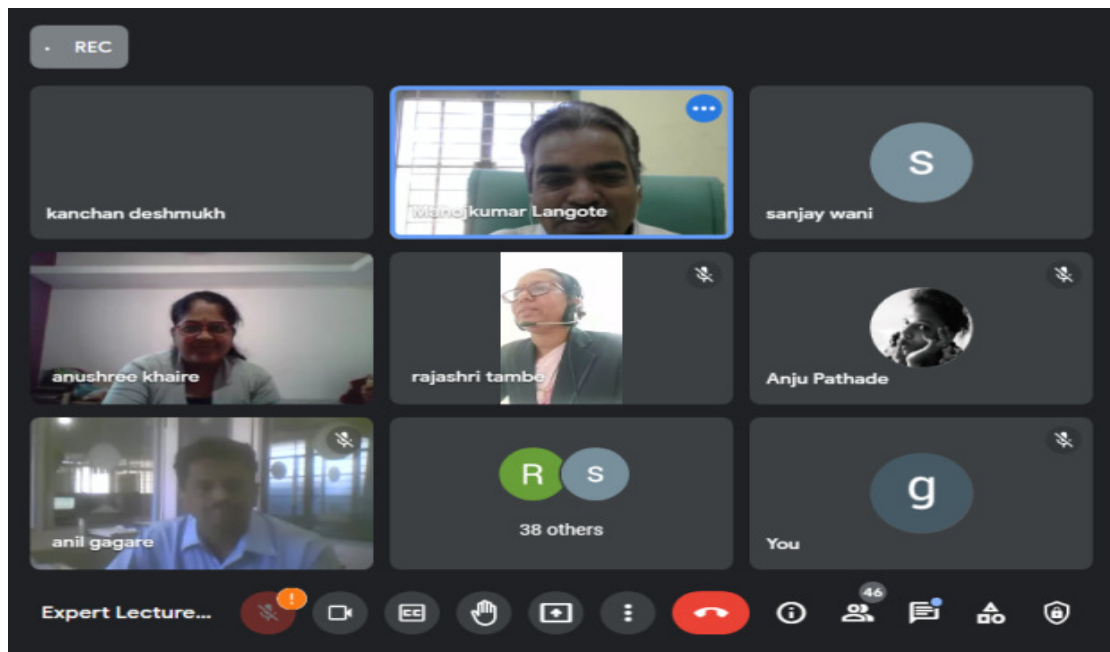 REC
kanchan deshmukh
Manojkumar Langote
S
sanjay wani
anushree khaire
rajashri tambe
Anju Pathade
anil gagare
R S
38 others
g
You
Expert Lecture...
!
CC
46